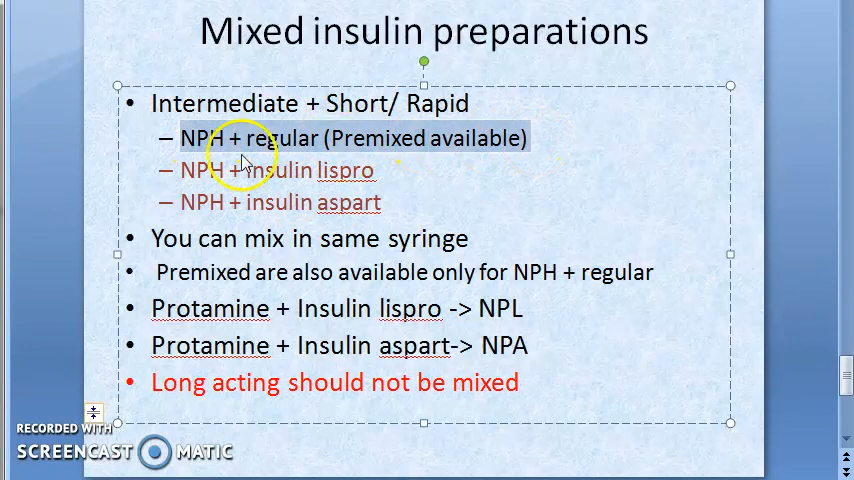 Mixed insulin preparations
• Intermediate + Short/ Rapid
– NPH + regular (Premixed available)
– NPH + insulin lispro
– NPH + insulin aspart
• You can mix in same syringe
• Premixed are also available only for NPH + regular
• Protamine + Insulin lispro -> NPL
• Protamine + Insulin aspart-> NPA
• Long acting should not be mixed
RECORDED WITH
SCREENCAST MATIC